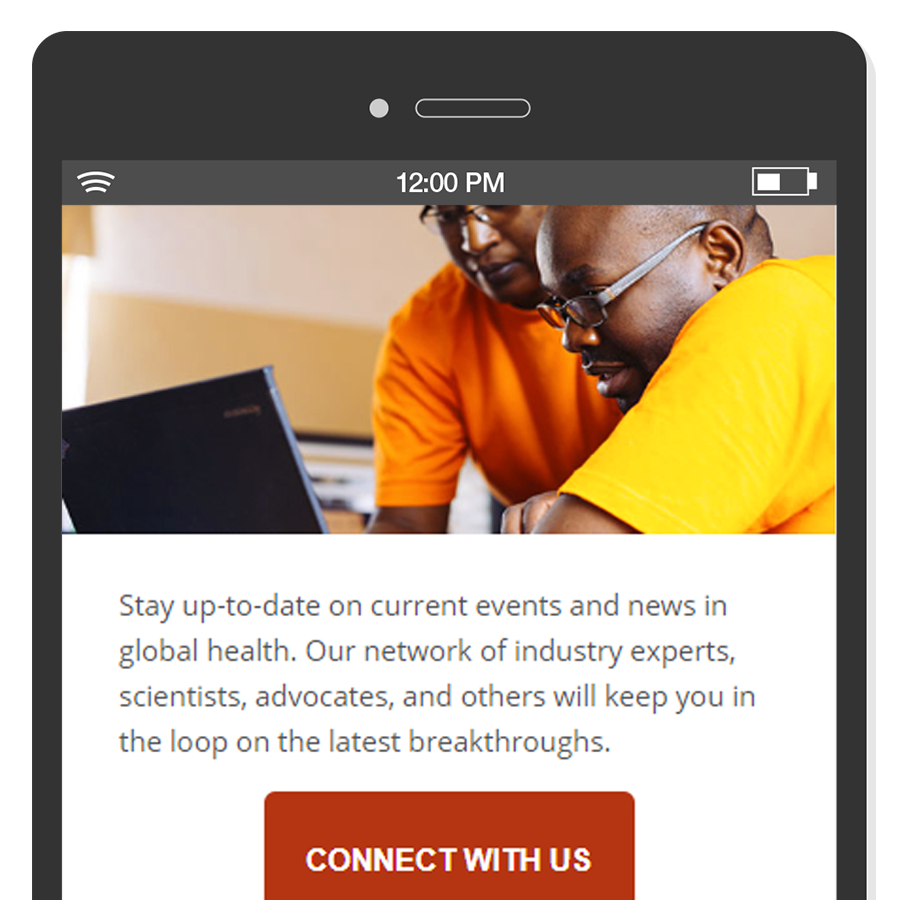 12:00 PM
Stay up-to-date on current events and news in
global health. Our network of industry experts,
scientists, advocates, and others will keep you in
the loop on the latest breakthroughs.
CONNECT WITH US